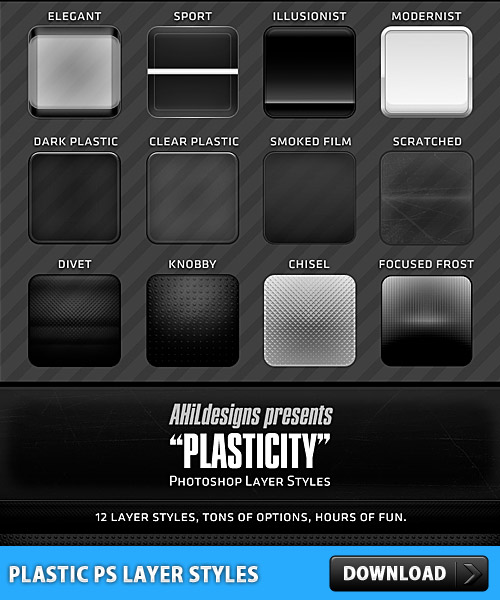 ELEGANT SPORT ILLUSIONIST MODERNIST
DARK PLASTIC CLEAR PLASTIC SMOKED FILM SCRATCHED
DIVET KNOBBY CHISEL FOCUSED FROST
AHiLdesigns presents
“PLASTICITY”
PHOTOSHOP LAYER STYLES
12 LAYER STYLES, TONS OF OPTIONS, HOURS OF FUN.
PLASTIC PS LAYER STYLES DOWNLOAD